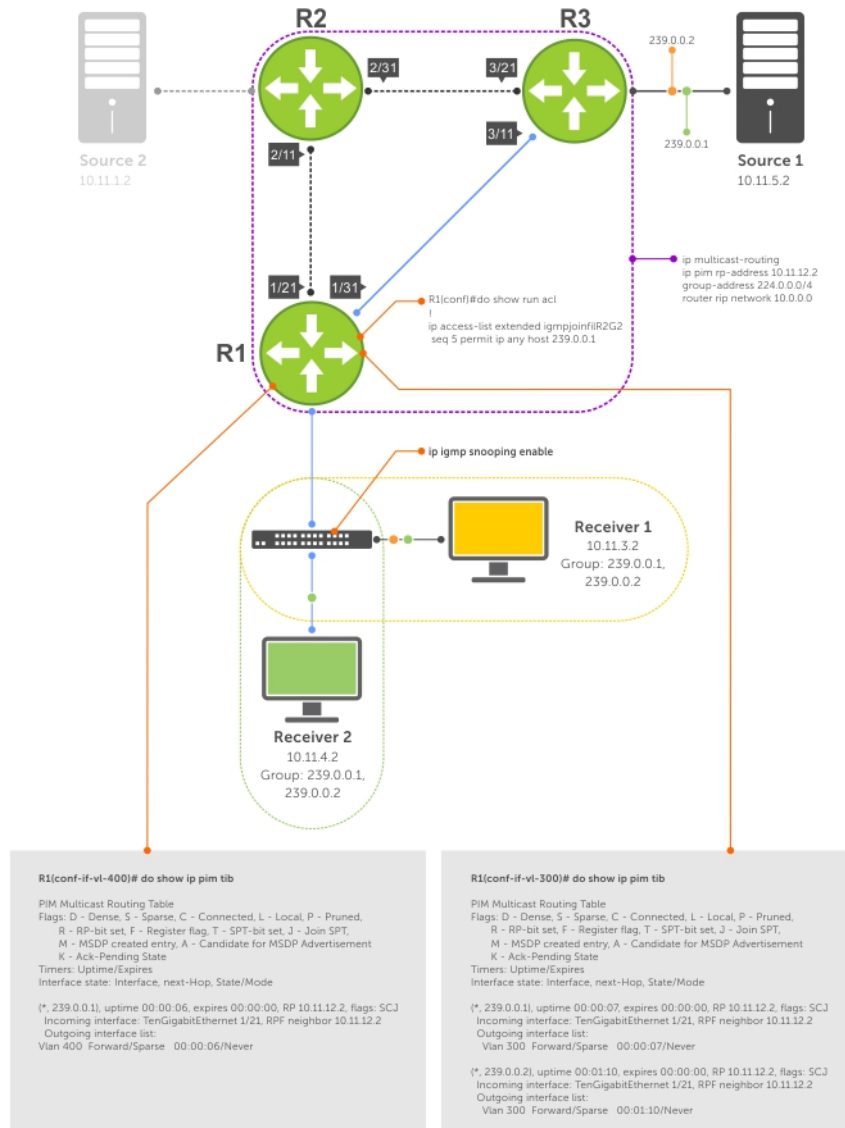 R2
R3
2/31
3/21
239.0.0.2
239.0.0.1
3/11
2/11
Source 2
10.11.1.2
Source 1
10.11.5.2
ip multicast-routing
ip pim rp-address 10.11.12.2
group-address 224.0.0.0/4
router rip network 10.0.0.0
1/21
1/31
R1(conf)#do show run acl
!
ip access-list extended igmpjoinfilR2G2
seq 5 permit ip any host 239.0.0.1
R1
ip igmp snooping enable
Receiver 1
10.11.3.2
Group: 239.0.0.1,
239.0.0.2
Receiver 2
10.11.4.2
Group: 239.0.0.1,
239.0.0.2
R1(conf-if-vl-400)# do show ip pim tib
PIM Multicast Routing Table
Flags: D - Dense, S - Sparse, C - Connected, L - Local, P - Pruned,
R - RP-bit set, F - Register flag, T - SPT-bit set, J - Join SPT,
M - MSDP created entry, A - Candidate for MSDP Advertisement
K - Ack-Pending State
Timers: Uptime/Expires
Interface state: Interface, next-Hop, State/Mode
(*, 239.0.0.1), uptime 00:00:06, expires 00:00:00, RP 10.11.12.2, flags: SCJ
Incoming interface: TenGigabitEthernet 1/21, RPF neighbor 10.11.12.2
Outgoing interface list:
Vlan 400 Forward/Sparse 00:00:06/Never
R1(conf-if-vl-300)# do show ip pim tib
PIM Multicast Routing Table
Flags: D - Dense, S - Sparse, C - Connected, L - Local, P - Pruned,
R - RP-bit set, F - Register flag, T - SPT-bit set, J - Join SPT,
M - MSDP created entry, A - Candidate for MSDP Advertisement
K - Ack-Pending State
Timers: Uptime/Expires
Interface state: Interface, next-Hop, State/Mode
(*, 239.0.0.1), uptime 00:00:07, expires 00:00:00, RP 10.11.12.2, flags: SCJ
Incoming interface: TenGigabitEthernet 1/21, RPF neighbor 10.11.12.2
Outgoing interface list:
Vlan 300 Forward/Sparse 00:00:07/Never
(*, 239.0.0.2), uptime 00:01:10, expires 00:00:00, RP 10.11.12.2, flags: SCJ
Incoming interface: TenGigabitEthernet 1/21, RPF neighbor 10.11.12.2
Outgoing interface list:
Vlan 300 Forward/Sparse 00:01:10/Never